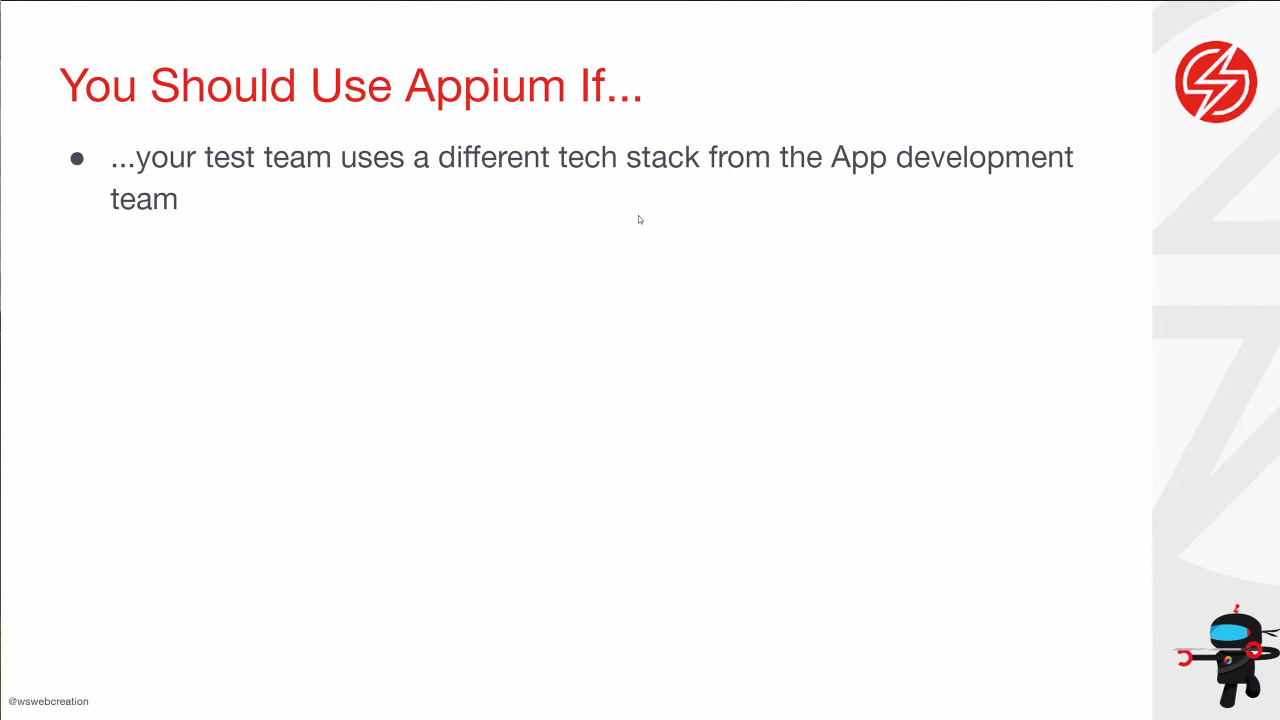 You Should Use Appium If...
● ...your test team uses a different tech stack from the App development
team
@wswebcreation